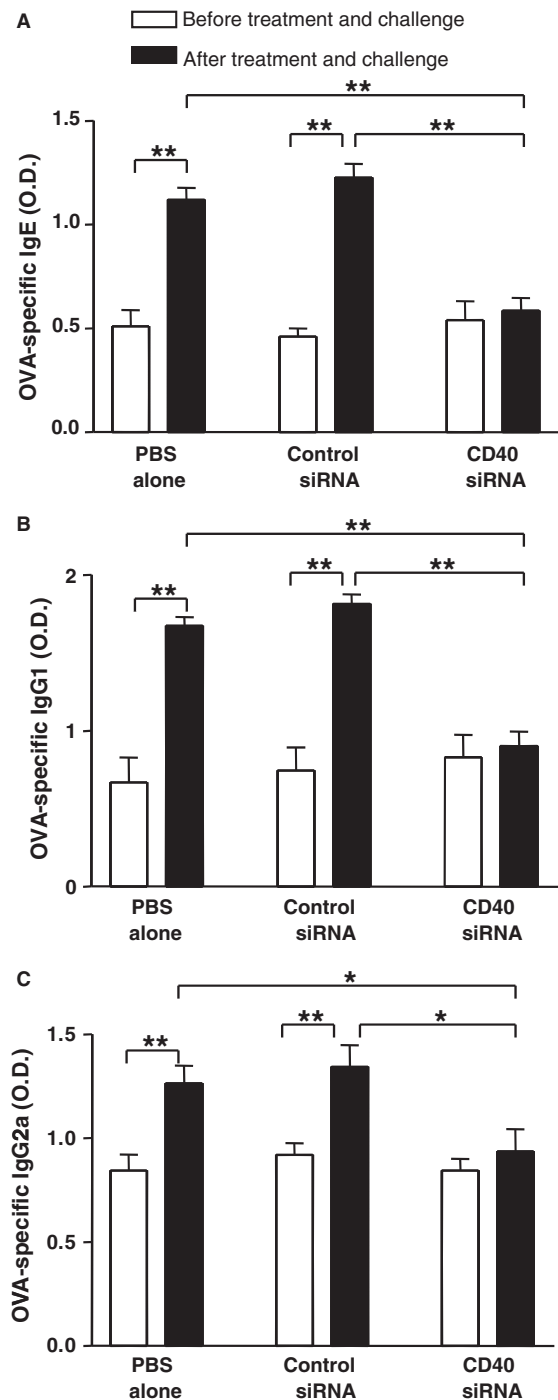 A
Before treatment and challenge
After treatment and challenge
**
** ** **
OVA-specific IgE (O.D.)
1.5
1.0
0.5
0.0
PBS alone
Control siRNA
CD40 siRNA
B
**
** ** **
OVA-specific IgG1 (O.D.)
2
1
0
PBS alone
Control siRNA
CD40 siRNA
C
*
** ** *
OVA-specific IgG2a (O.D.)
1.5
1.0
0.5
0.0
PBS alone
Control siRNA
CD40 siRNA